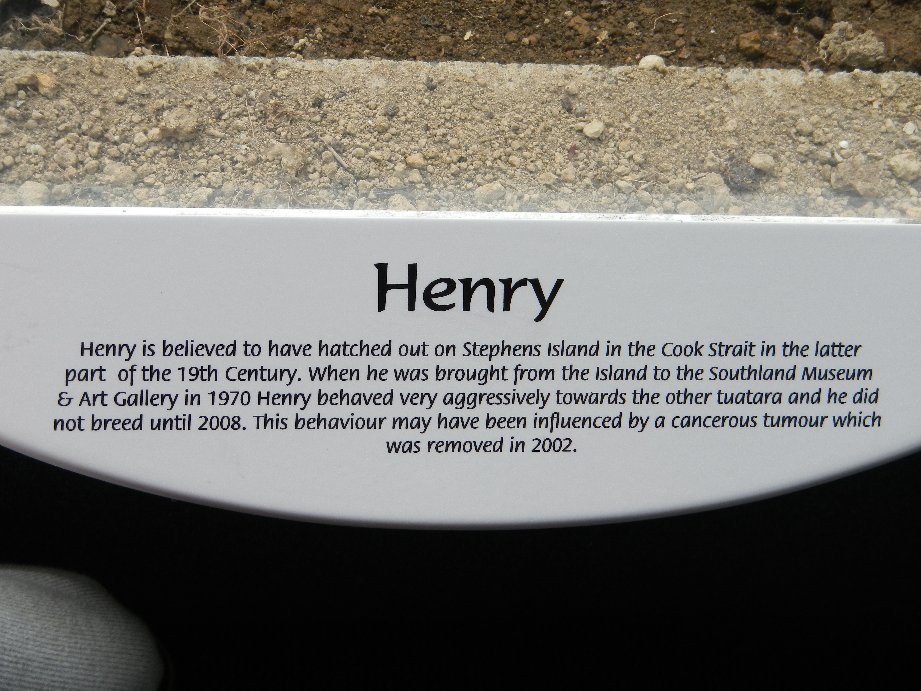 Henry
Henry is believed to have hatched out on Stephens Island in the Cook Strait in the latter
part of the 19th Century. When he was brought from the Island to the Southland Museum
& Art Gallery in 1970 Henry behaved very aggressively towards the other tuatara and he did
not breed until 2008. This behaviour may have been influenced by a cancerous tumour which
was removed in 2002.